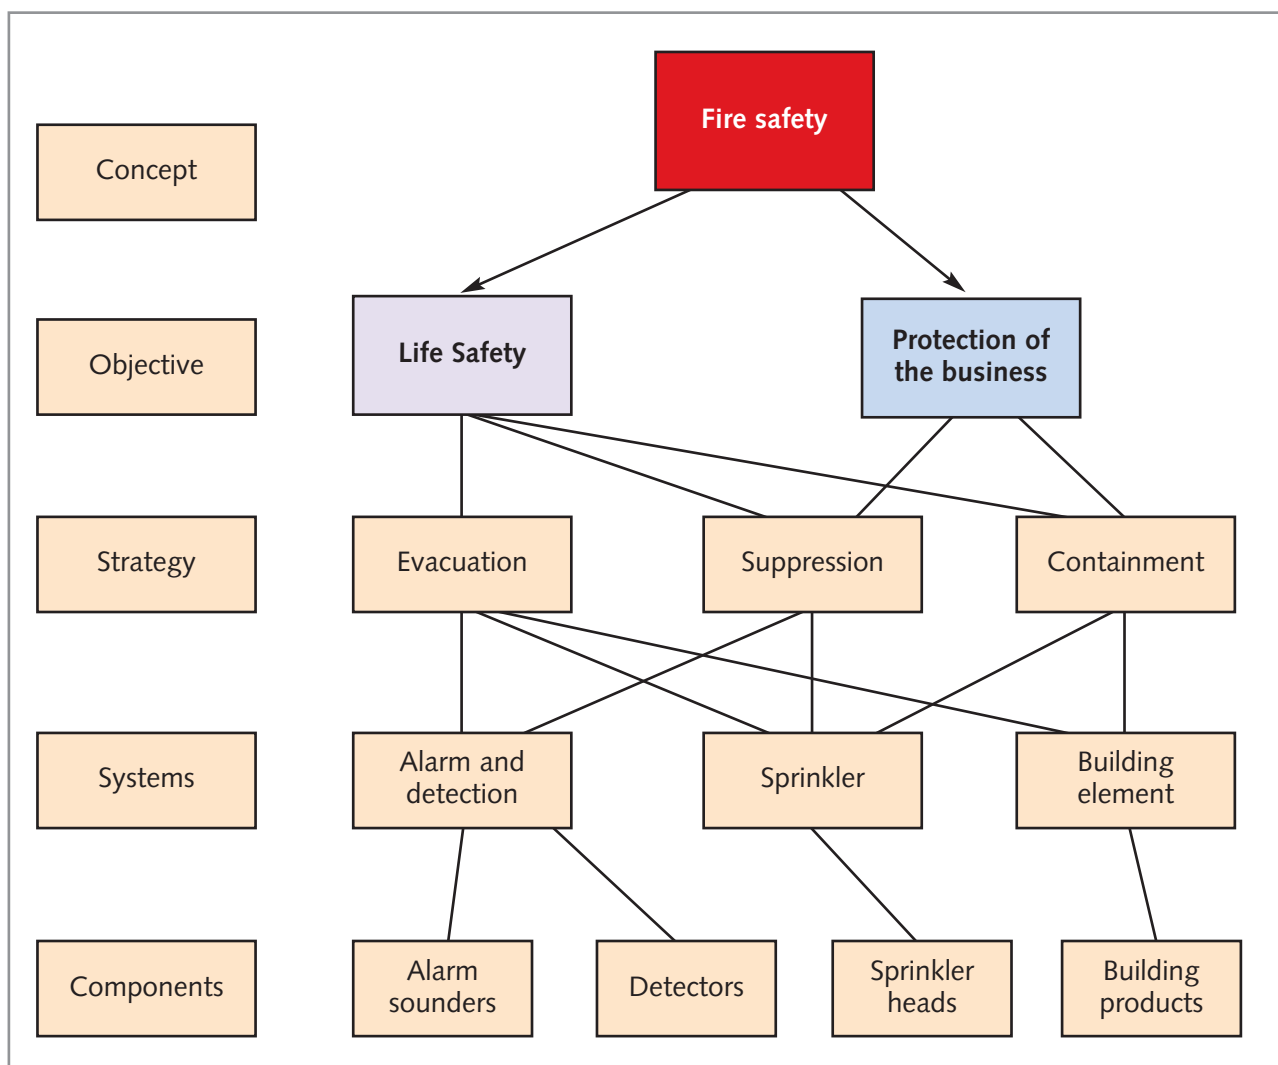 Fire safety
Concept
Objective
Life Safety
Protection of
the business
Strategy
Evacuation
Suppression
Containment
Systems
Alarm and
detection
Sprinkler
Building
element
Components
Alarm
sounders
Detectors
Sprinkler
heads
Building
products